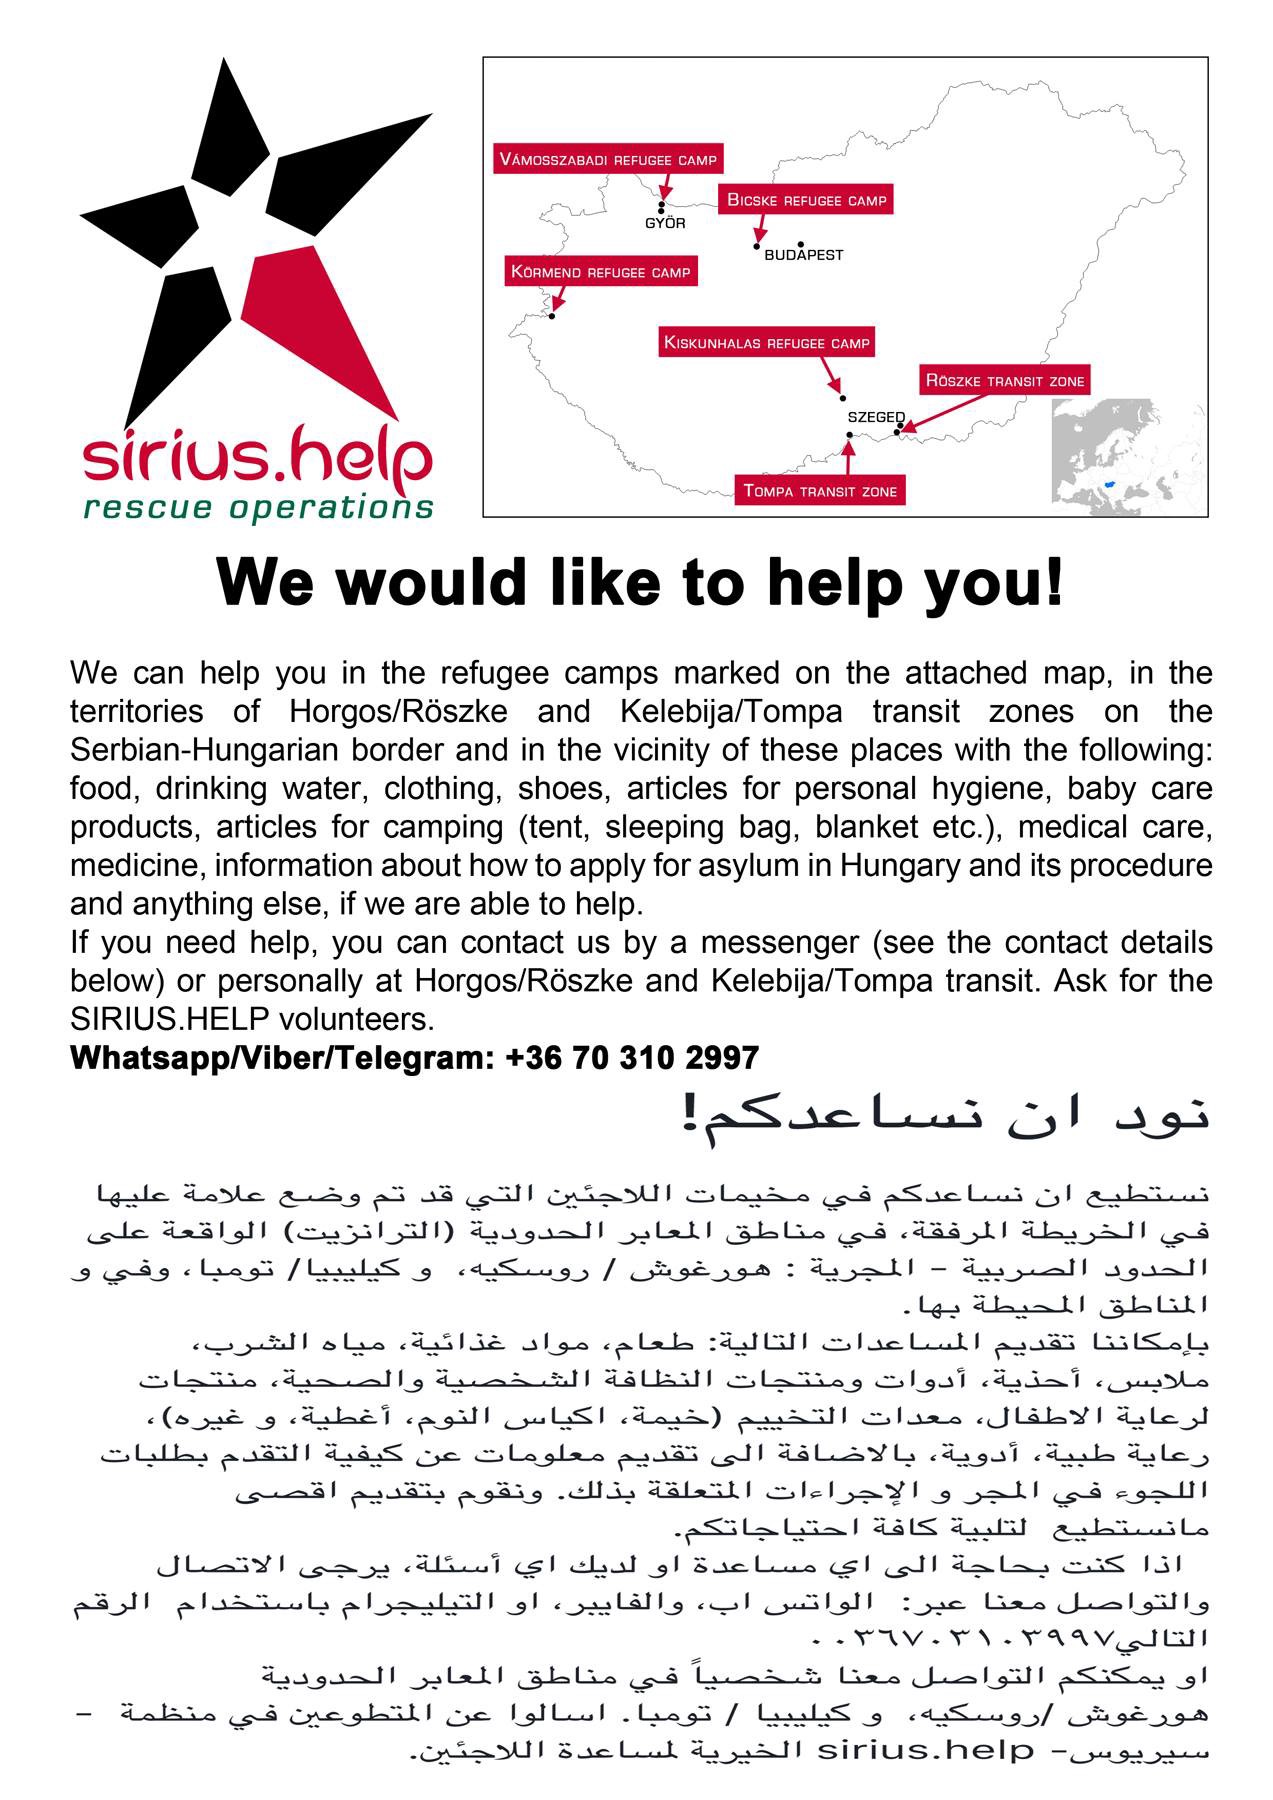 sirius.help
rescue operations
VÁMOSSZABADI REFUGEE CAMP
BICSKE REFUGEE CAMP
GYÖR
BUDAPEST
KÖRMEND REFUGEE CAMP
KISKUNHALAS REFUGEE CAMP
RÖSZKE TRANSIT ZONE
SZEGED
TOMPA TRANSIT ZONE
We would like to help you!
We can help you in the refugee camps marked on the attached map, in the
territories of Horgos/Röszke and Kelebija/Tompa transit zones on the
Serbian-Hungarian border and in the vicinity of these places with the following:
food, drinking water, clothing, shoes, articles for personal hygiene, baby care
products, articles for camping (tent, sleeping bag, blanket etc.), medical care,
medicine, information about how to apply for asylum in Hungary and its procedure
and anything else, if we are able to help.
If you need help, you can contact us by a messenger (see the contact details
below) or personally at Horgos/Röszke and Kelebija/Tompa transit. Ask for the
SIRIUS.HELP volunteers.
Whatsapp/Viber/Telegram: +36 70 310 2997
نود ان نساعدكم!
نستطيع ان نساعدكم في مخيمات اللاجئين التي قد تم وضع علامة عليها
في الخريطة المرفقة، في مناطق المعابر الحدودية (الترانزيت) الواقعة على
الحدود الصربية - المجرية : هورغوش / روسكيه، و كيليبيا/ تومبا، وفي و
المناطق المحيطة بها.
بإمكاننا تقديم المساعدات التالية: طعام، مواد غذائية، مياه الشرب،
ملابس، أحذية، أدوات ومنتجات النظافة الشخصية والصحية، منتجات
لرعاية الاطفال، معدات التخييم (خيمة، اكياس النوم، أغطية، و غيره)،
رعاية طبية، أدوية، بالاضافة الى تقديم معلومات عن كيفية التقدم بطلبات
اللجوء في المجر و الإجراءات المتعلقة بذلك. ونقوم بتقديم اقصى
مانستطيع لتلبية كافة احتياجاتكم.
اذا كنت بحاجة الى اي مساعدة او لديك اي أسئلة، يرجى الاتصال
والتواصل معنا عبر: الواتس اب، والفايبر، او التيليجرام باستخدام الرقم
التالي٠٠٣٦٧٠٣١٠٣٩٩٧
او يمكنكم التواصل معنا شخصياً في مناطق المعابر الحدودية
هورغوش /روسكيه، و كيليبيا / تومبا. اسالوا عن المتطوعين في منظمة -
سيريوس- sirius.help الخيرية لمساعدة اللاجئين.